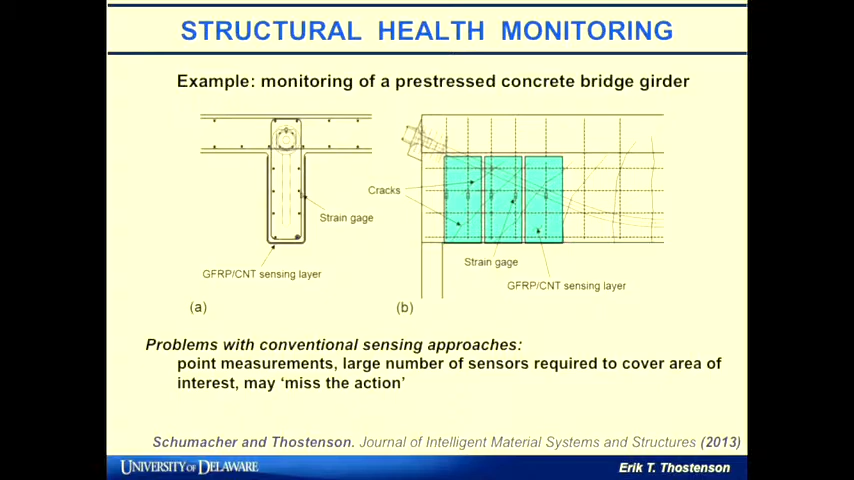 STRUCTURAL HEALTH MONITORING
Example: monitoring of a prestressed concrete bridge girder
Cracks
Strain gage
Strain gage
GFRP/CNT sensing layer
GFRP/CNT sensing layer
(a)
(b)
Problems with conventional sensing approaches:
point measurements, large number of sensors required to cover area of
interest, may ‘miss the action’
Schumacher and Thostenson. Journal of Intelligent Material Systems and Structures (2013)
UNIVERSITY OF DELAWARE
Erik T. Thostenson